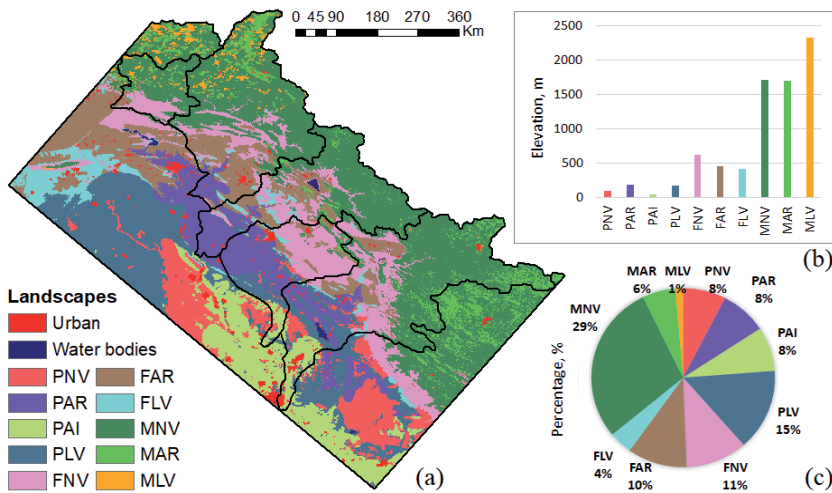 0 45 90 180 270 360
Km
Landscapes
Urban
Water bodies
PNV FAR
PAR FLV
PAI MNV
PLV MAR
FNV MLV
(a)
Elevation, m
2500
2000
1500
1000
500
0
PNV PAR PAI PLV FNV FAR FLV MNV MAR MLV
(b)
Percentage, %
MNV
29%
MAR
6%
MLV
1%
PNV
8%
PAR
8%
PAI
8%
PLV
15%
FNV
11%
FAR
10%
FLV
4%
(c)